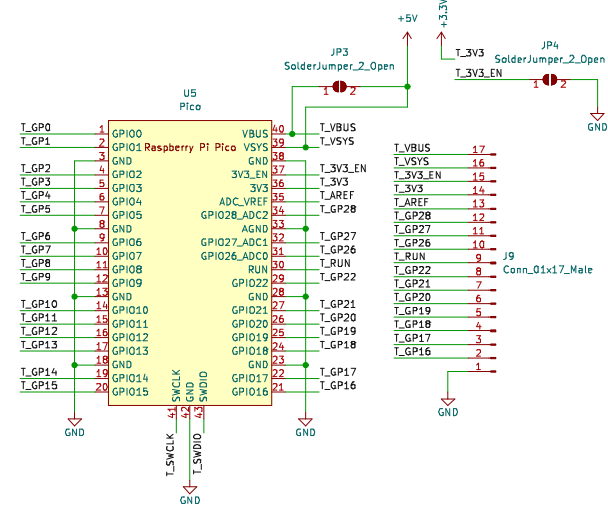 +5V
+3.3V
JP3
SolderJumper_2_Open
1 2
T_3V3
JP4
SolderJumper_2_Open
T_3V3_EN
1 2
GND
U5
Pico
Raspberry Pi Pico
T_GP0 1 GPIO0
T_GP1 2 GPIO1
3 GND
T_GP2 4 GPIO2
T_GP3 5 GPIO3
T_GP4 6 GPIO4
T_GP5 7 GPIO5
8 GND
T_GP6 9 GPIO6
T_GP7 10 GPIO7
T_GP8 11 GPIO8
T_GP9 12 GPIO9
13 GND
T_GP10 14 GPIO10
T_GP11 15 GPIO11
T_GP12 16 GPIO12
T_GP13 17 GPIO13
18 GND
T_GP14 19 GPIO14
T_GP15 20 GPIO15
VBUS 40 T_VBUS
VSYS 39 T_VSYS
GND 38
3V3_EN 37 T_3V3_EN
3V3 36 T_3V3
ADC_VREF 35 T_AREF
GPIO28_ADC2 34 T_GP28
AGND 33
GPIO27_ADC1 32 T_GP27
GPIO26_ADC0 31 T_GP26
RUN 30 T_RUN
GPIO22 29 T_GP22
GND 28
GPIO21 27 T_GP21
GPIO20 26 T_GP20
GPIO19 25 T_GP19
GPIO18 24 T_GP18
GND 23
GPIO17 22 T_GP17
GPIO16 21 T_GP16
SWCLK 41 T_SWCLK
GND 42
SWDIO 43 T_SWDIO
GND
GND
GND
T_VBUS 17
T_VSYS 16
T_3V3_EN 15
T_3V3 14
T_AREF 13
T_GP28 12
T_GP27 11
T_GP26 10
T_RUN 9
T_GP22 8
T_GP21 7
T_GP20 6
T_GP19 5
T_GP18 4
T_GP17 3
T_GP16 2
1
GND
J9
Conn_01x17_Male